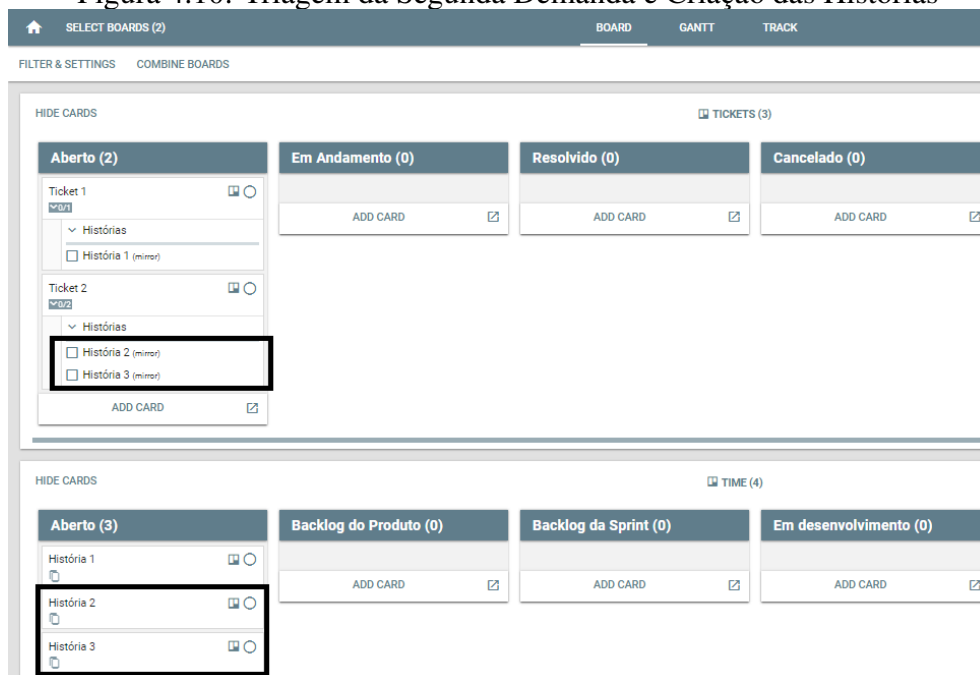 Figura 4.10: Triagem da Segunda Demanda e Criação das Histórias
SELECT BOARDS (2) BOARD GANTT TRACK
FILTER & SETTINGS COMBINE BOARDS
HIDE CARDS TICKETS (3)
Aberto (2) Em Andamento (0) Resolvido (0) Cancelado (0)
Ticket 1
0/1
ADD CARD ADD CARD ADD CARD
Histórias
História 1 (mirror)
Ticket 2
0/2
Histórias
História 2 (mirror)
História 3 (mirror)
ADD CARD
HIDE CARDS TIME (4)
Aberto (3) Backlog do Produto (0) Backlog da Sprint (0) Em desenvolvimento (0)
História 1
ADD CARD ADD CARD ADD CARD
História 2
História 3